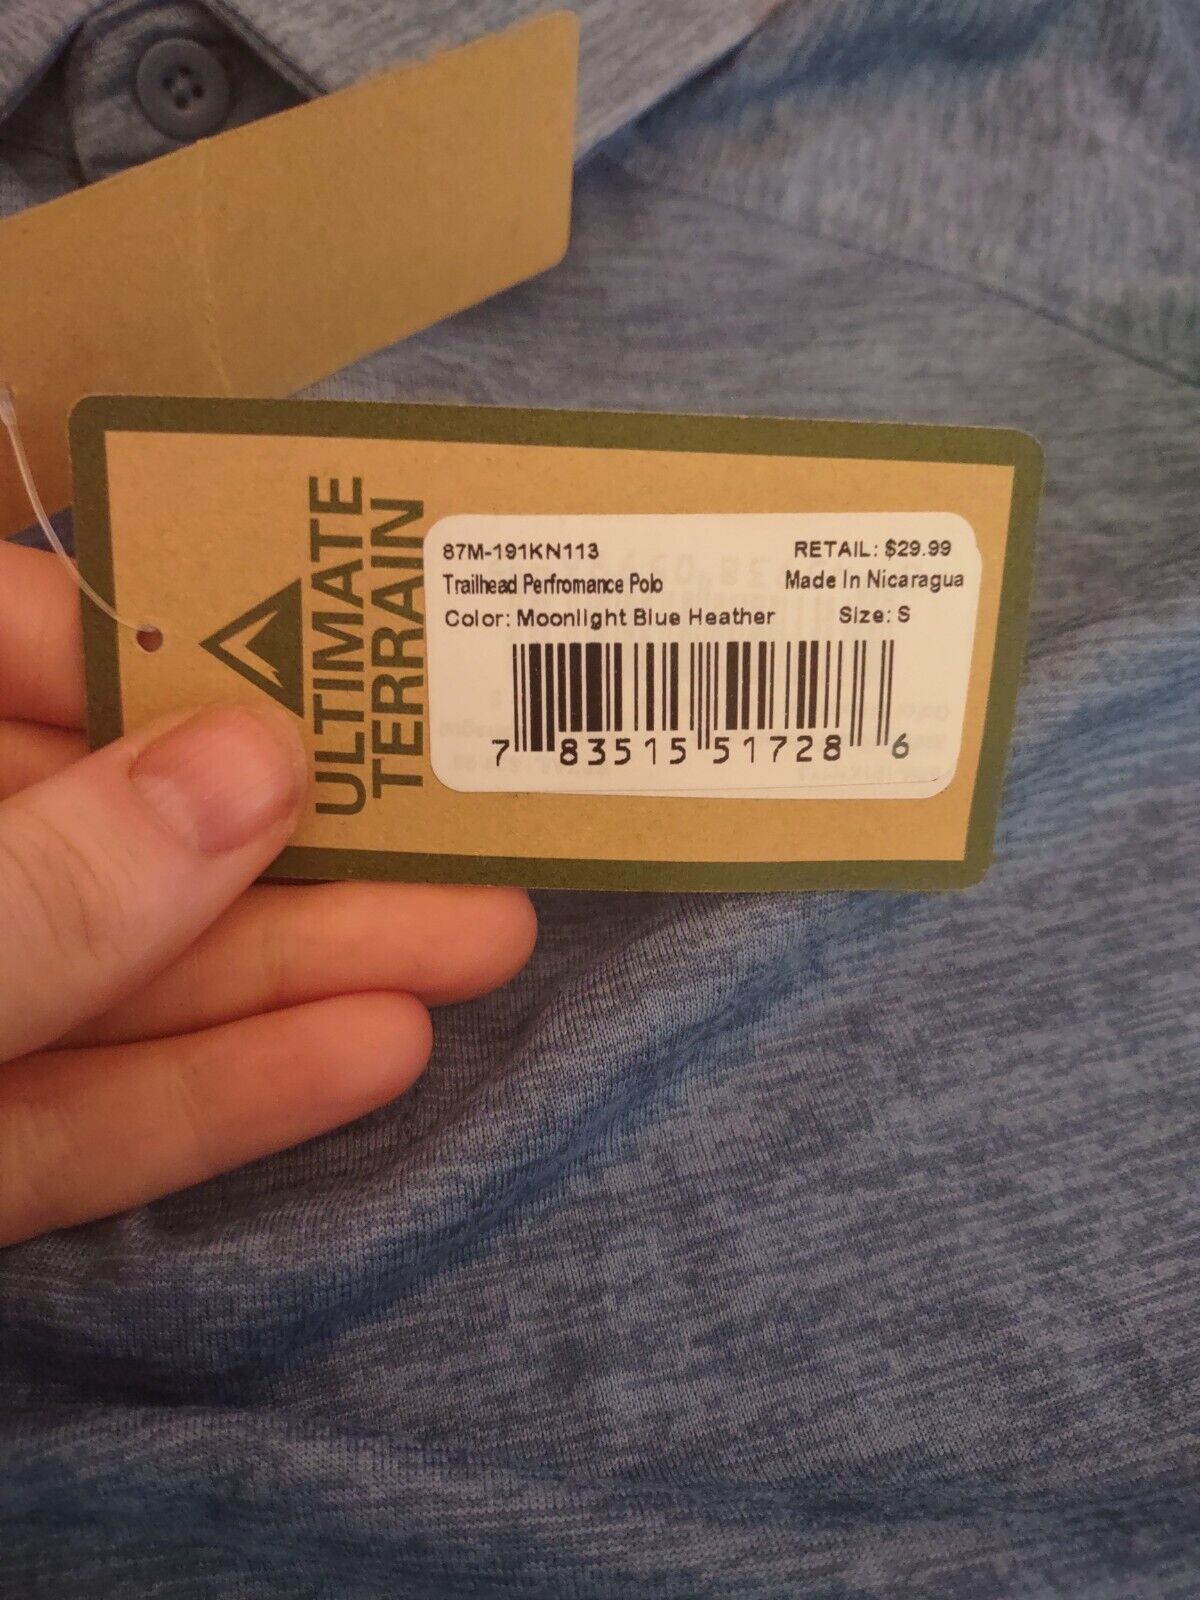 ULTIMATE
TERRAIN
87M-191KN113 RETAIL: $29.99
Trailhead Perfromance Polo Made In Nicaragua
Color: Moonlight Blue Heather Size: S
7 83515 51728 6